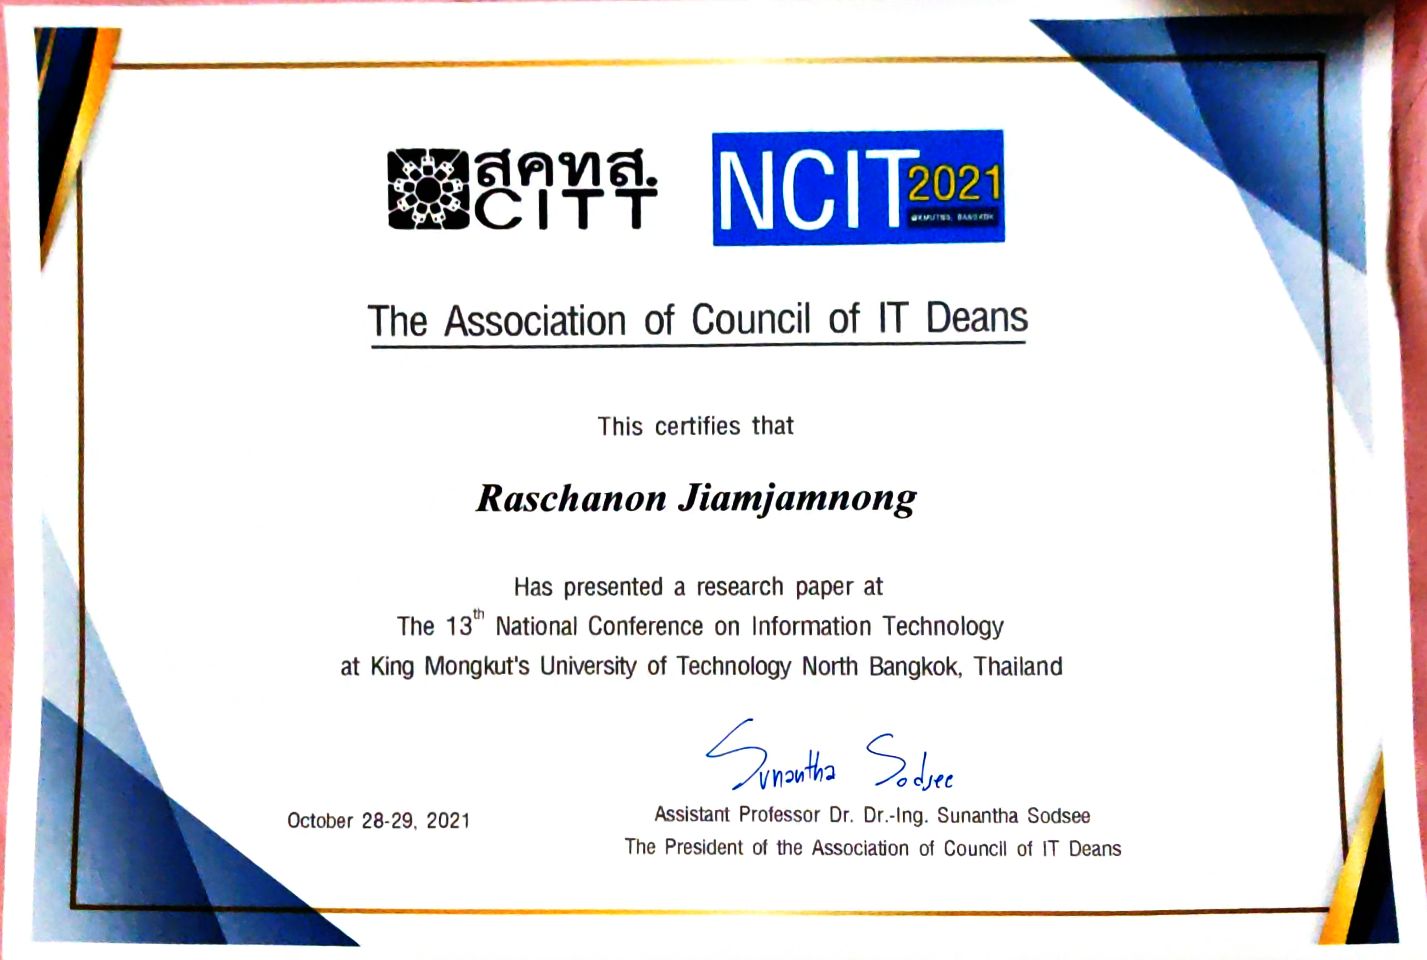 สคทส.
CITT
NCIT 2021
@KMUTNB, BANGKOK
The Association of Council of IT Deans
This certifies that
Raschanon Jiamjamnong
Has presented a research paper at
The 13th National Conference on Information Technology
at King Mongkut's University of Technology North Bangkok, Thailand
Sunantha Sodsee
October 28-29, 2021
Assistant Professor Dr. Dr.-Ing. Sunantha Sodsee
The President of the Association of Council of IT Deans